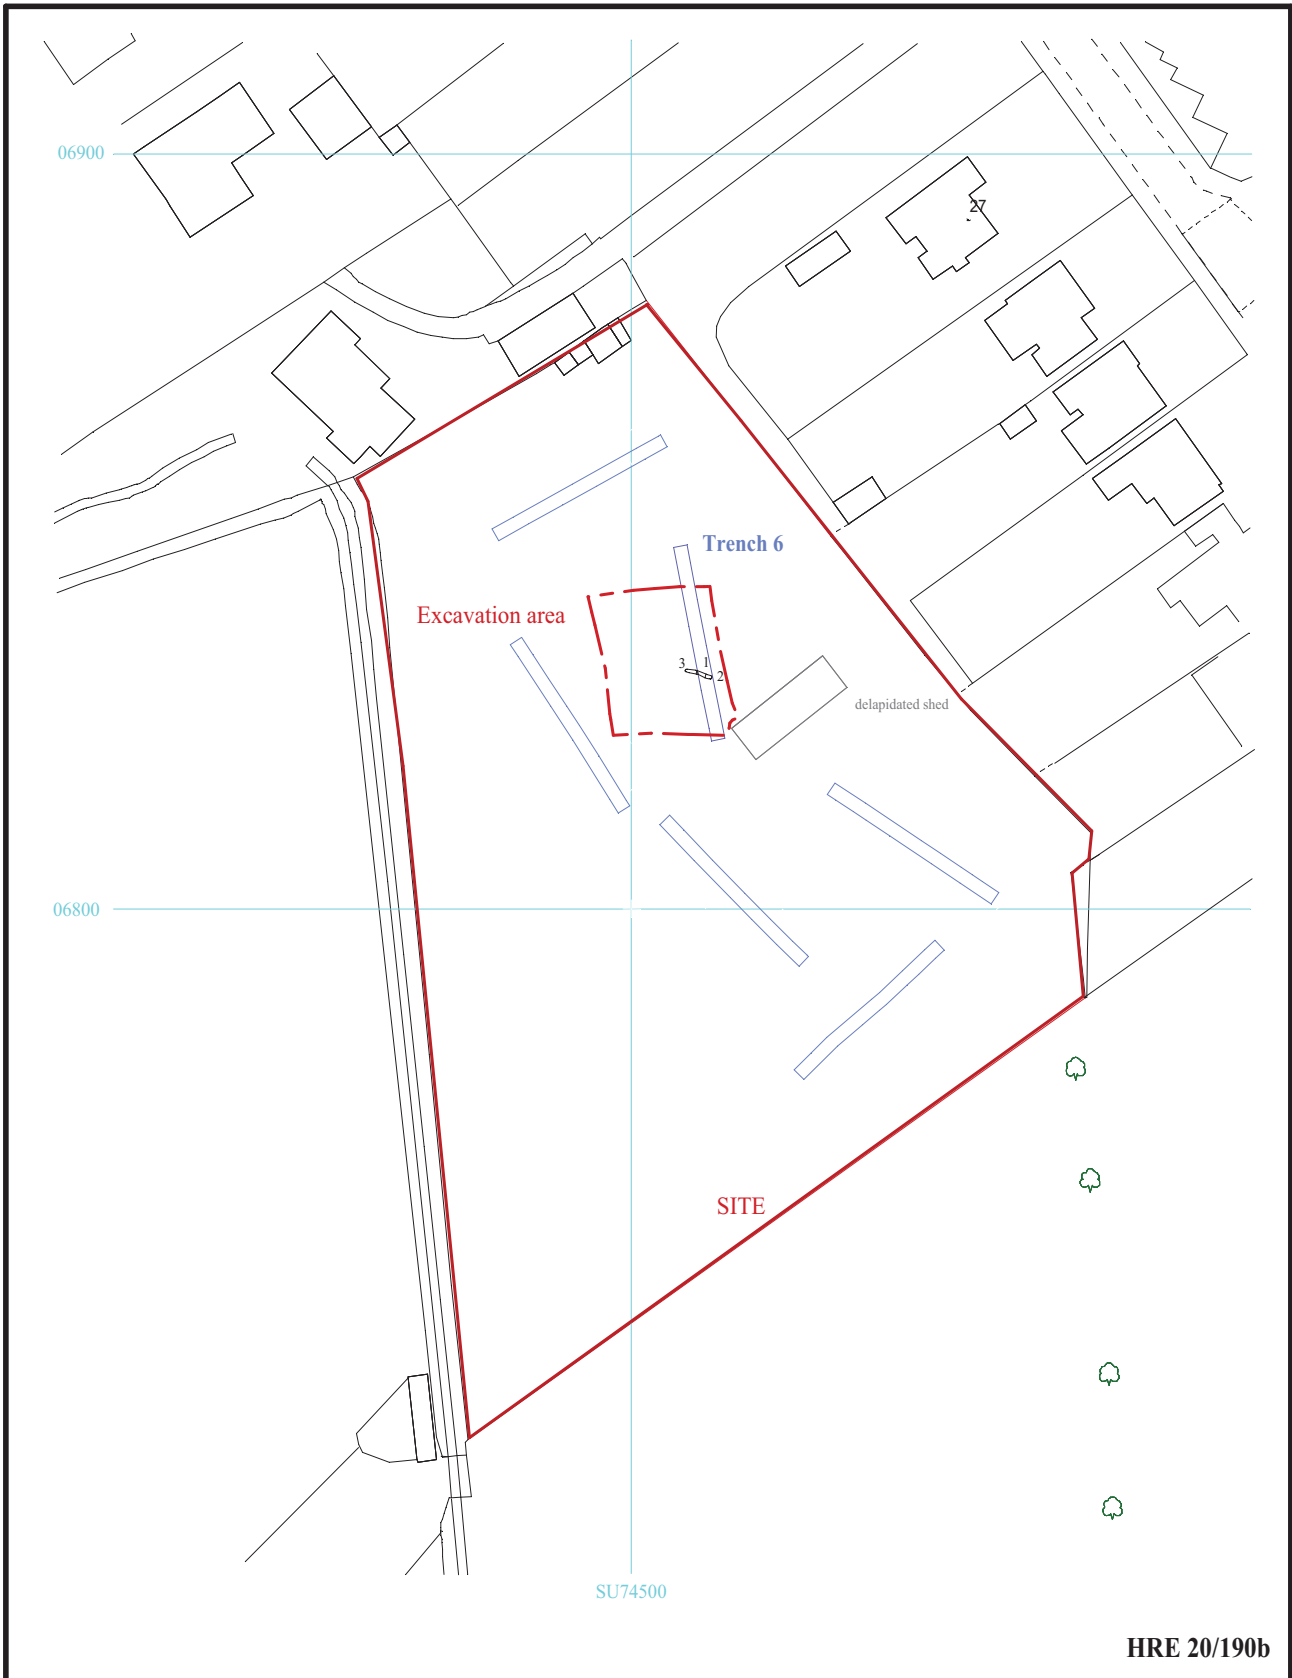 06900
27
Trench 6
Excavation area
3
1
2
delapidated shed
06800
SITE
SU74500
HRE 20/190b